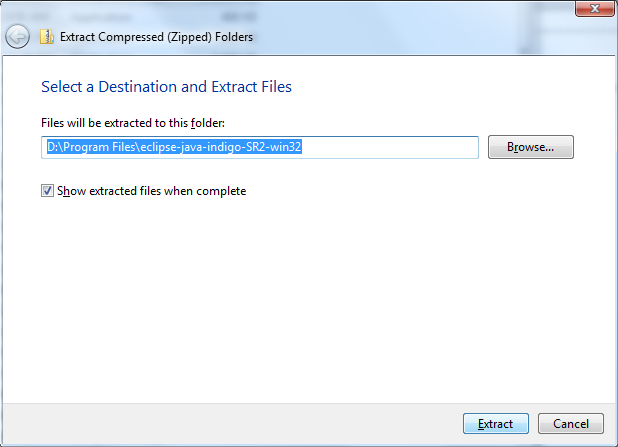 Extract Compressed (Zipped) Folders
Select a Destination and Extract Files
Files will be extracted to this folder:
D:\Program Files\eclipse-java-indigo-SR2-win32
Browse...
Show extracted files when complete
Extract
Cancel